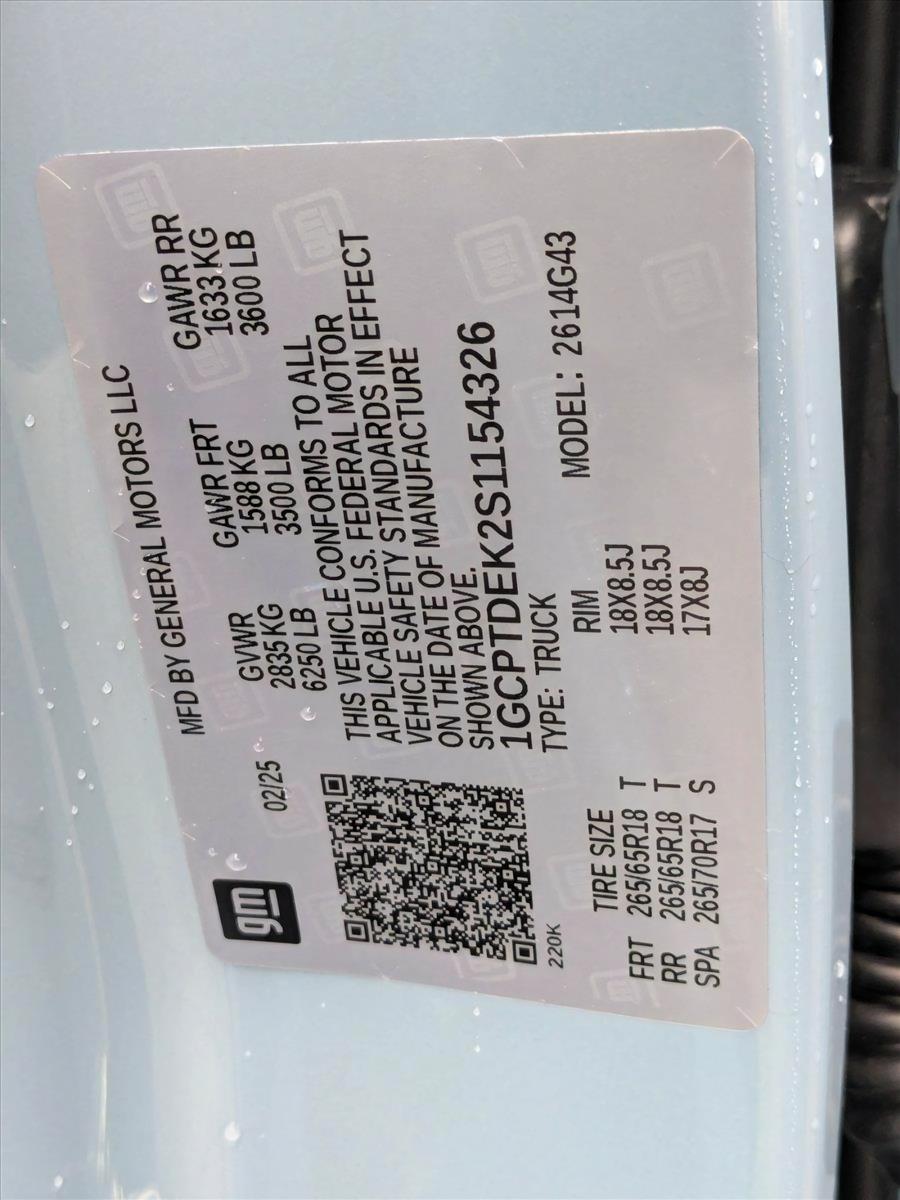 gm
MFD BY GENERAL MOTORS LLC
02/25
GVWR GAWR FRT GAWR RR
2835 KG 1588 KG 1633 KG
6250 LB 3500 LB 3600 LB
THIS VEHICLE CONFORMS TO ALL
APPLICABLE U.S. FEDERAL MOTOR
VEHICLE SAFETY STANDARDS IN EFFECT
ON THE DATE OF MANUFACTURE
SHOWN ABOVE.
1GCPTDEK2S1154326
TYPE: TRUCK MODEL: 2614G43
220K
TIRE SIZE RIM
FRT 265/65R18 T 18X8.5J
RR 265/65R18 T 18X8.5J
SPA 265/70R17 S 17X8J